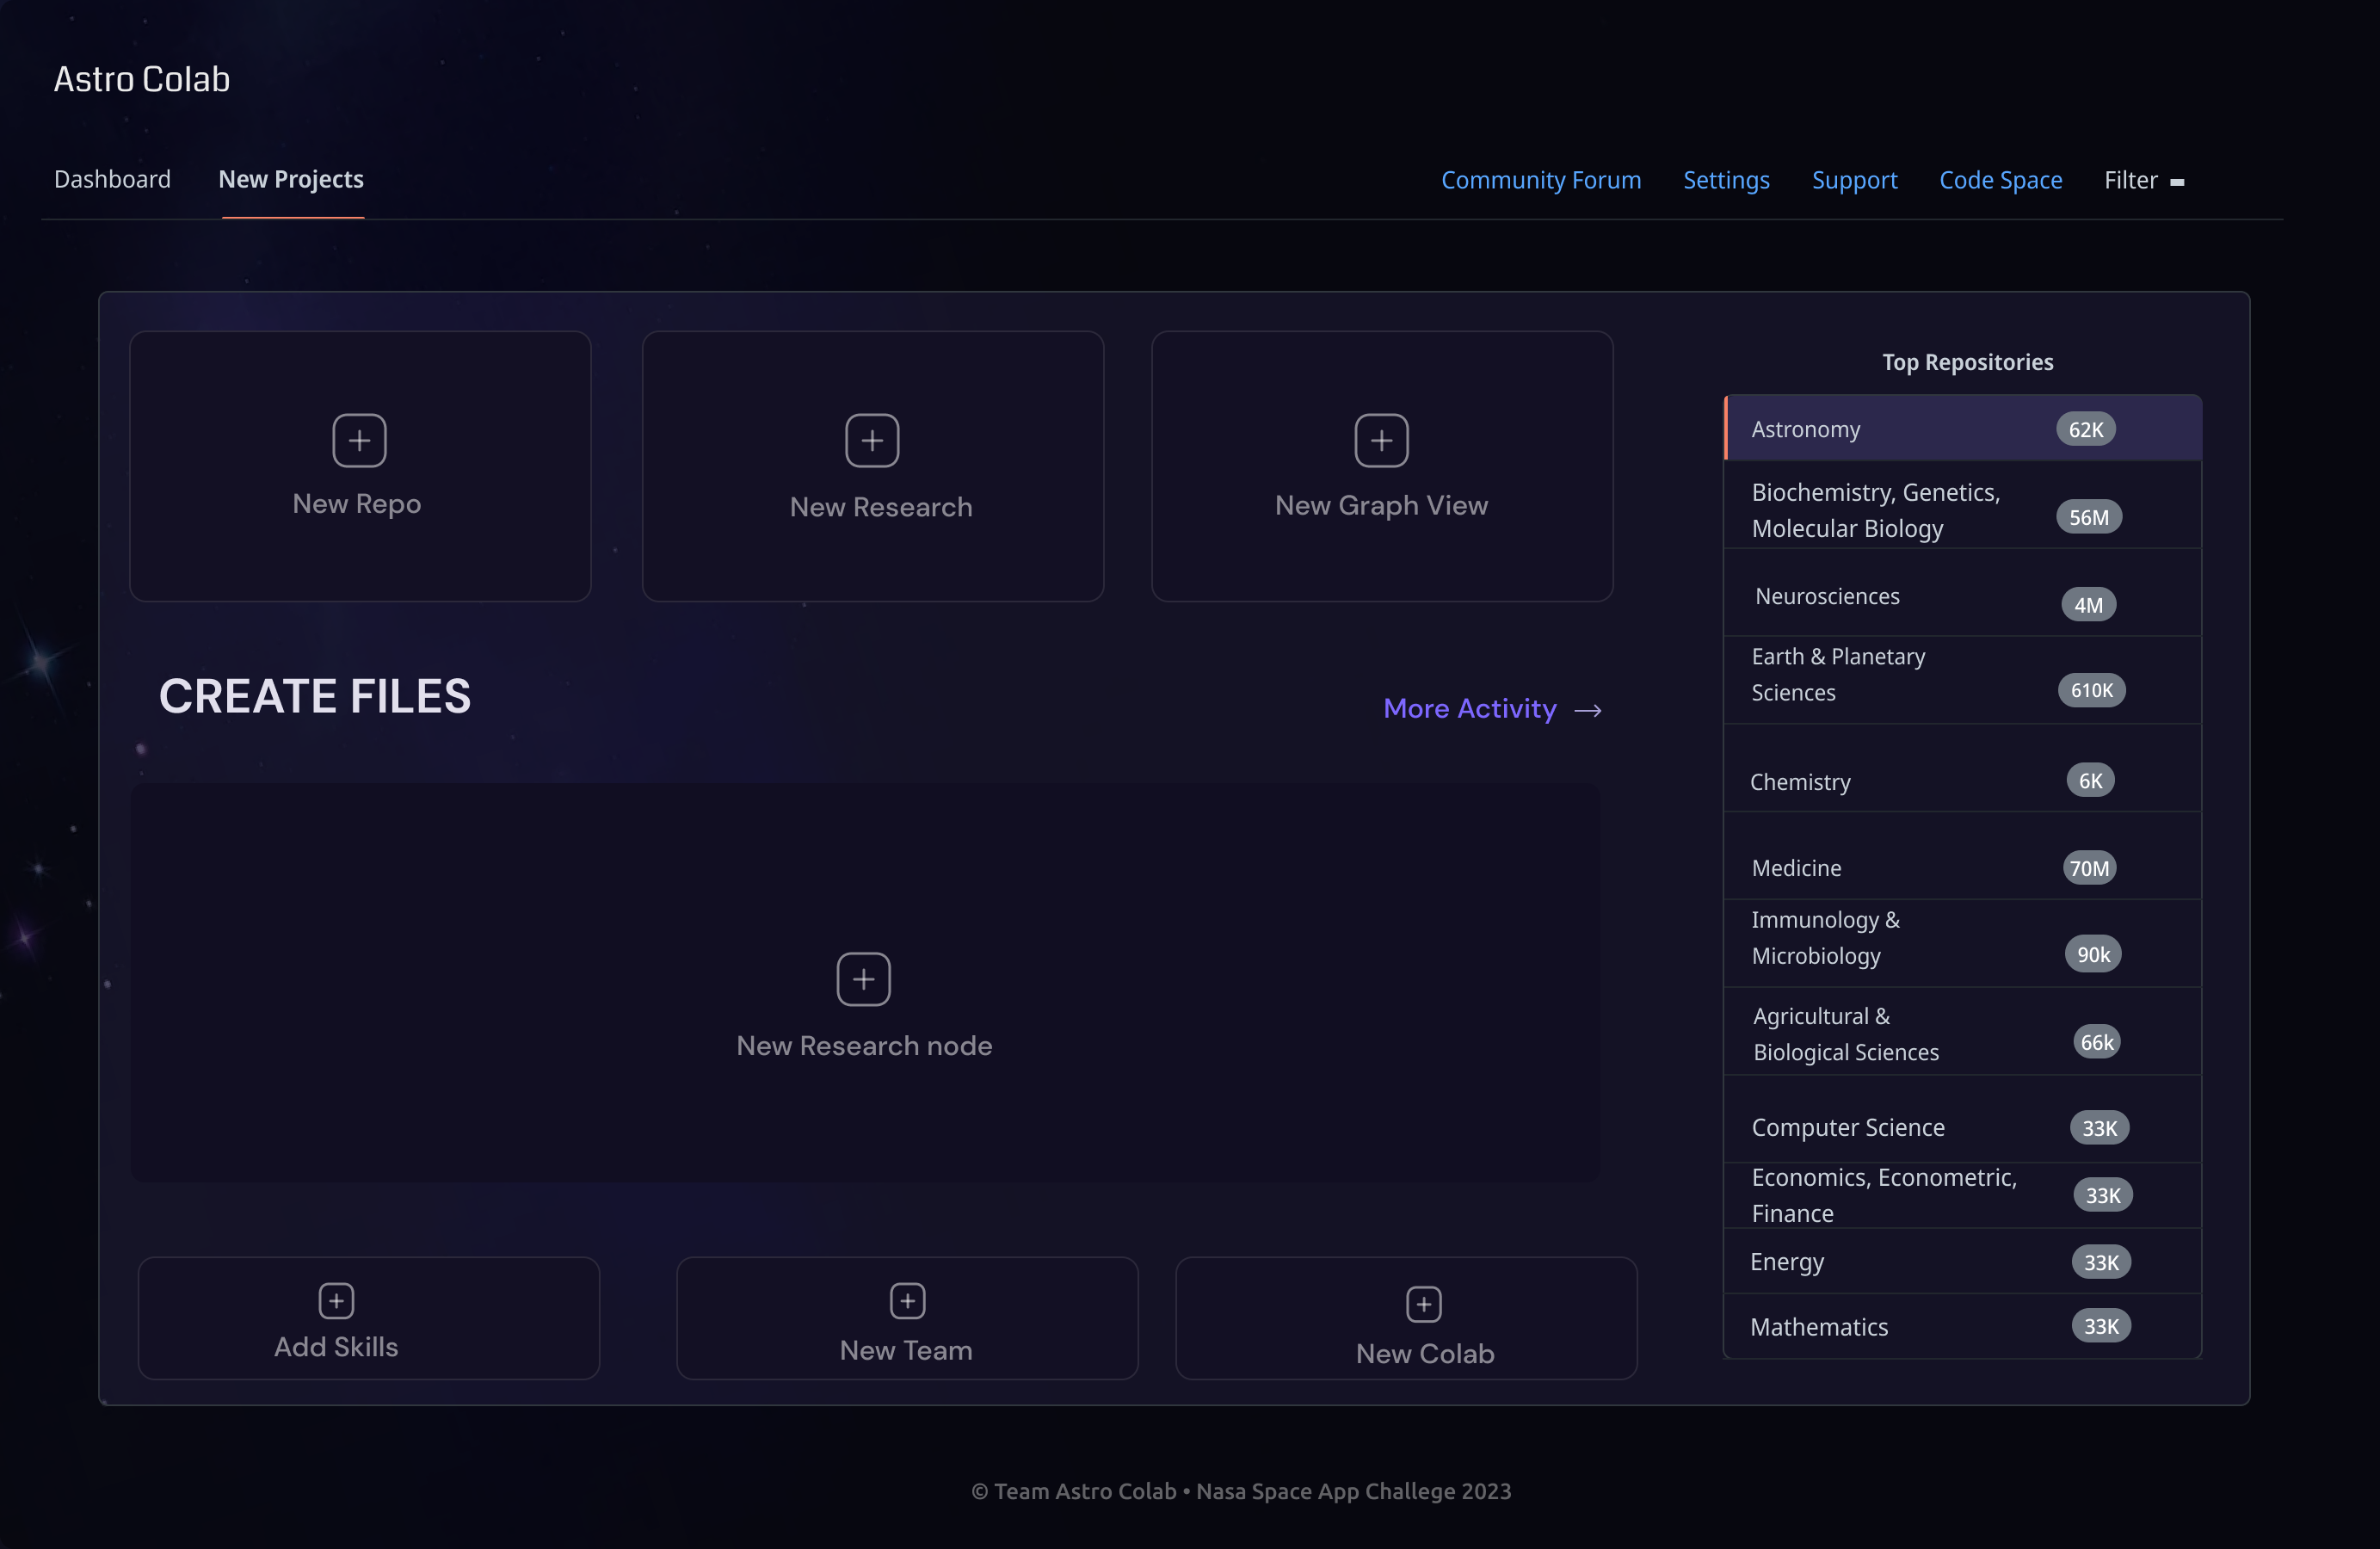 Astro Colab
Dashboard
New Projects
Community Forum
Settings
Support
Code Space
Filter
New Repo
New Research
New Graph View
CREATE FILES
More Activity
New Research node
Add Skills
New Team
New Colab
Top Repositories
Astronomy
62K
Biochemistry, Genetics,
Molecular Biology
56M
Neurosciences
4M
Earth & Planetary
Sciences
610K
Chemistry
6K
Medicine
70M
Immunology &
Microbiology
90k
Agricultural &
Biological Sciences
66k
Computer Science
33K
Economics, Econometric,
Finance
33K
Energy
33K
Mathematics
33K
© Team Astro Colab • Nasa Space App Challege 2023